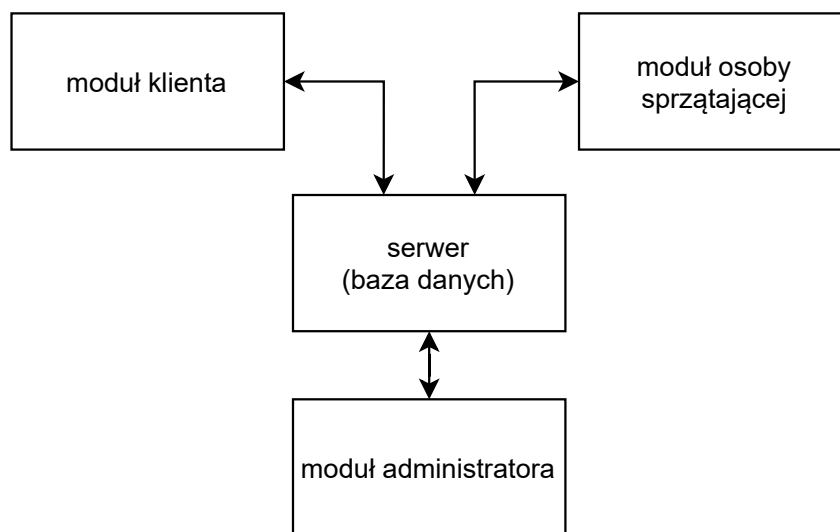 moduł klienta
moduł osoby
sprzątającej
serwer
(baza danych)
moduł administratora